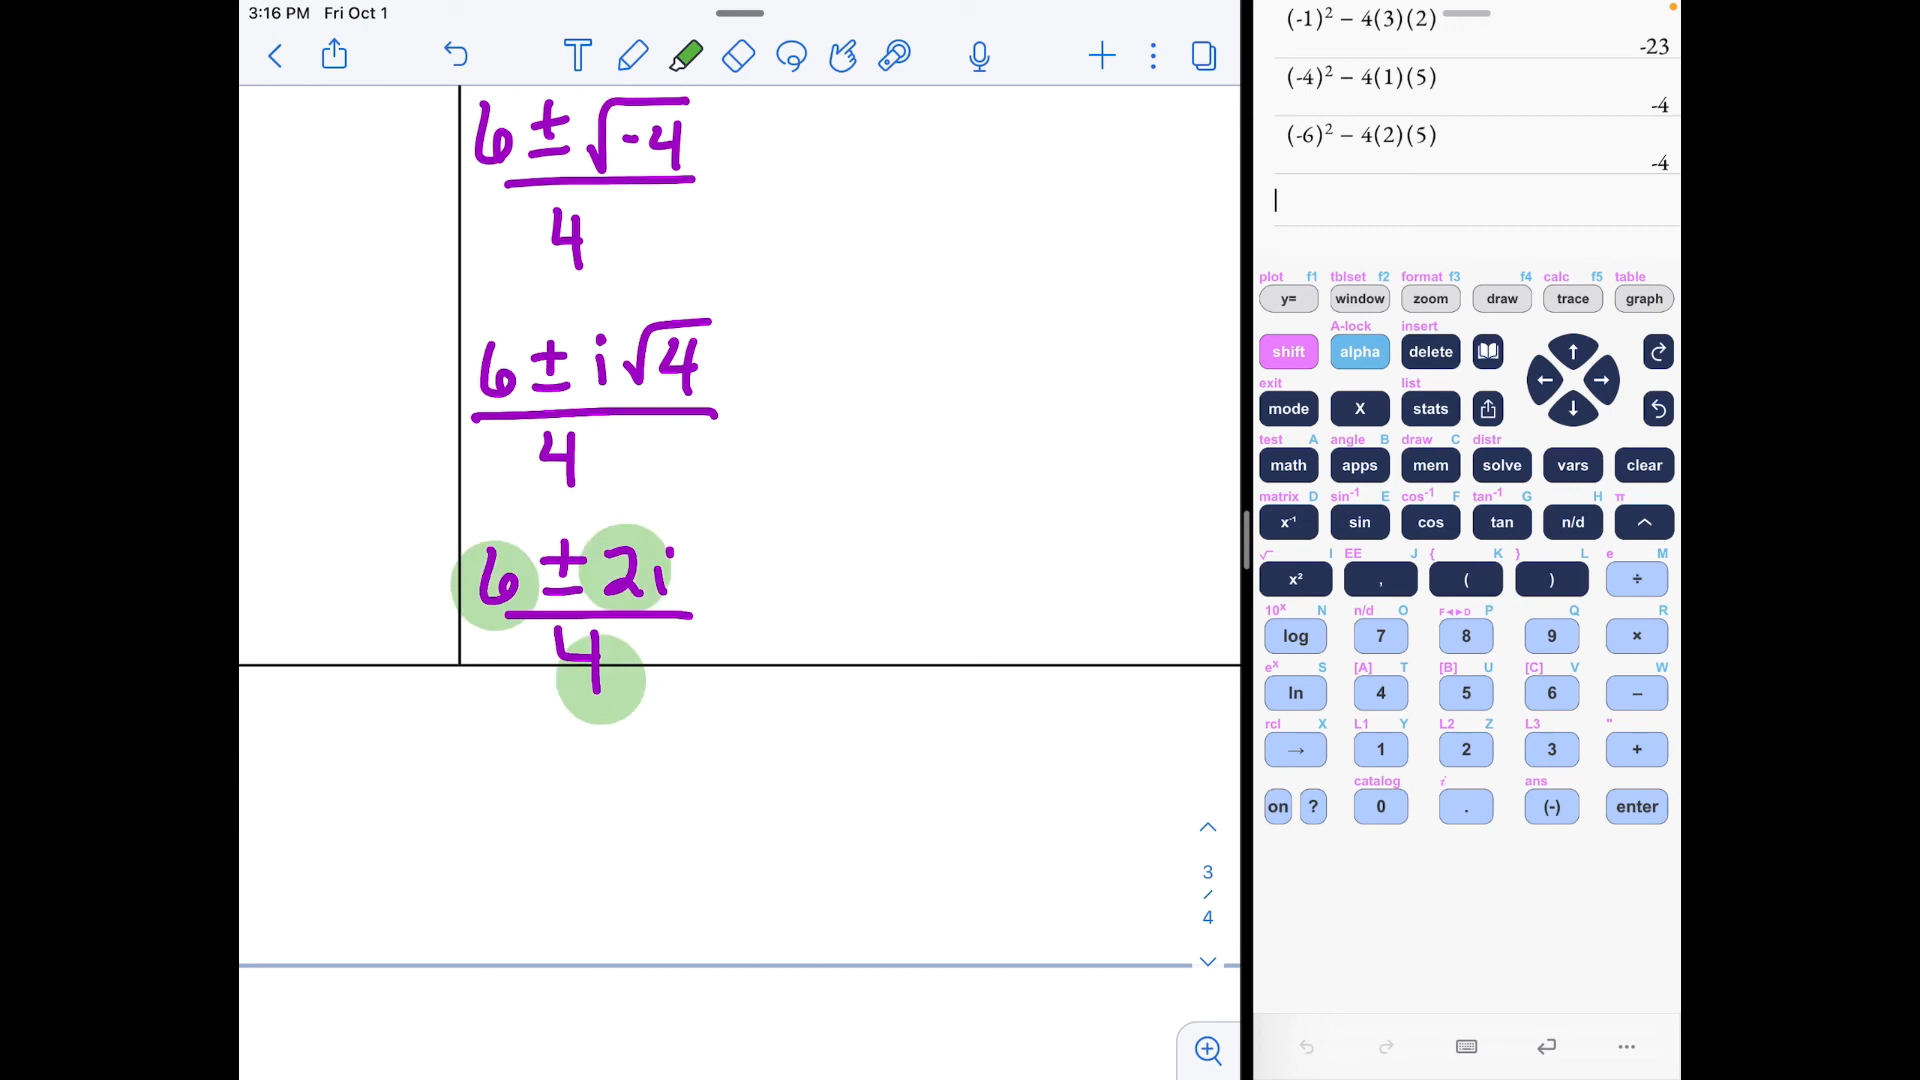 3:16 PM Fri Oct 1
6 ± √-4
4
6 ± i√4
4
6 ± 2i
4
3
/
4
(-1)² − 4(3)(2)
-23
(-4)² − 4(1)(5)
-4
(-6)² − 4(2)(5)
-4
plot f1 tblset f2 format f3 f4 calc f5 table
y= window zoom draw trace graph
A-lock insert
shift alpha delete
exit list
mode X stats
test A angle B draw C distr
math apps mem solve vars clear
matrix D sin⁻¹ E cos⁻¹ F tan⁻¹ G H π
x⁻¹ sin cos tan n/d ^
√‾ I EE J { K } L e M
x² , ( ) ÷
10ˣ N n/d O F◄►D P Q R
log 7 8 9 ×
eˣ S [A] T [B] U [C] V W
ln 4 5 6 −
rcl X L1 Y L2 Z L3 "
→ 1 2 3 +
catalog i ans
on ? 0 . (-) enter